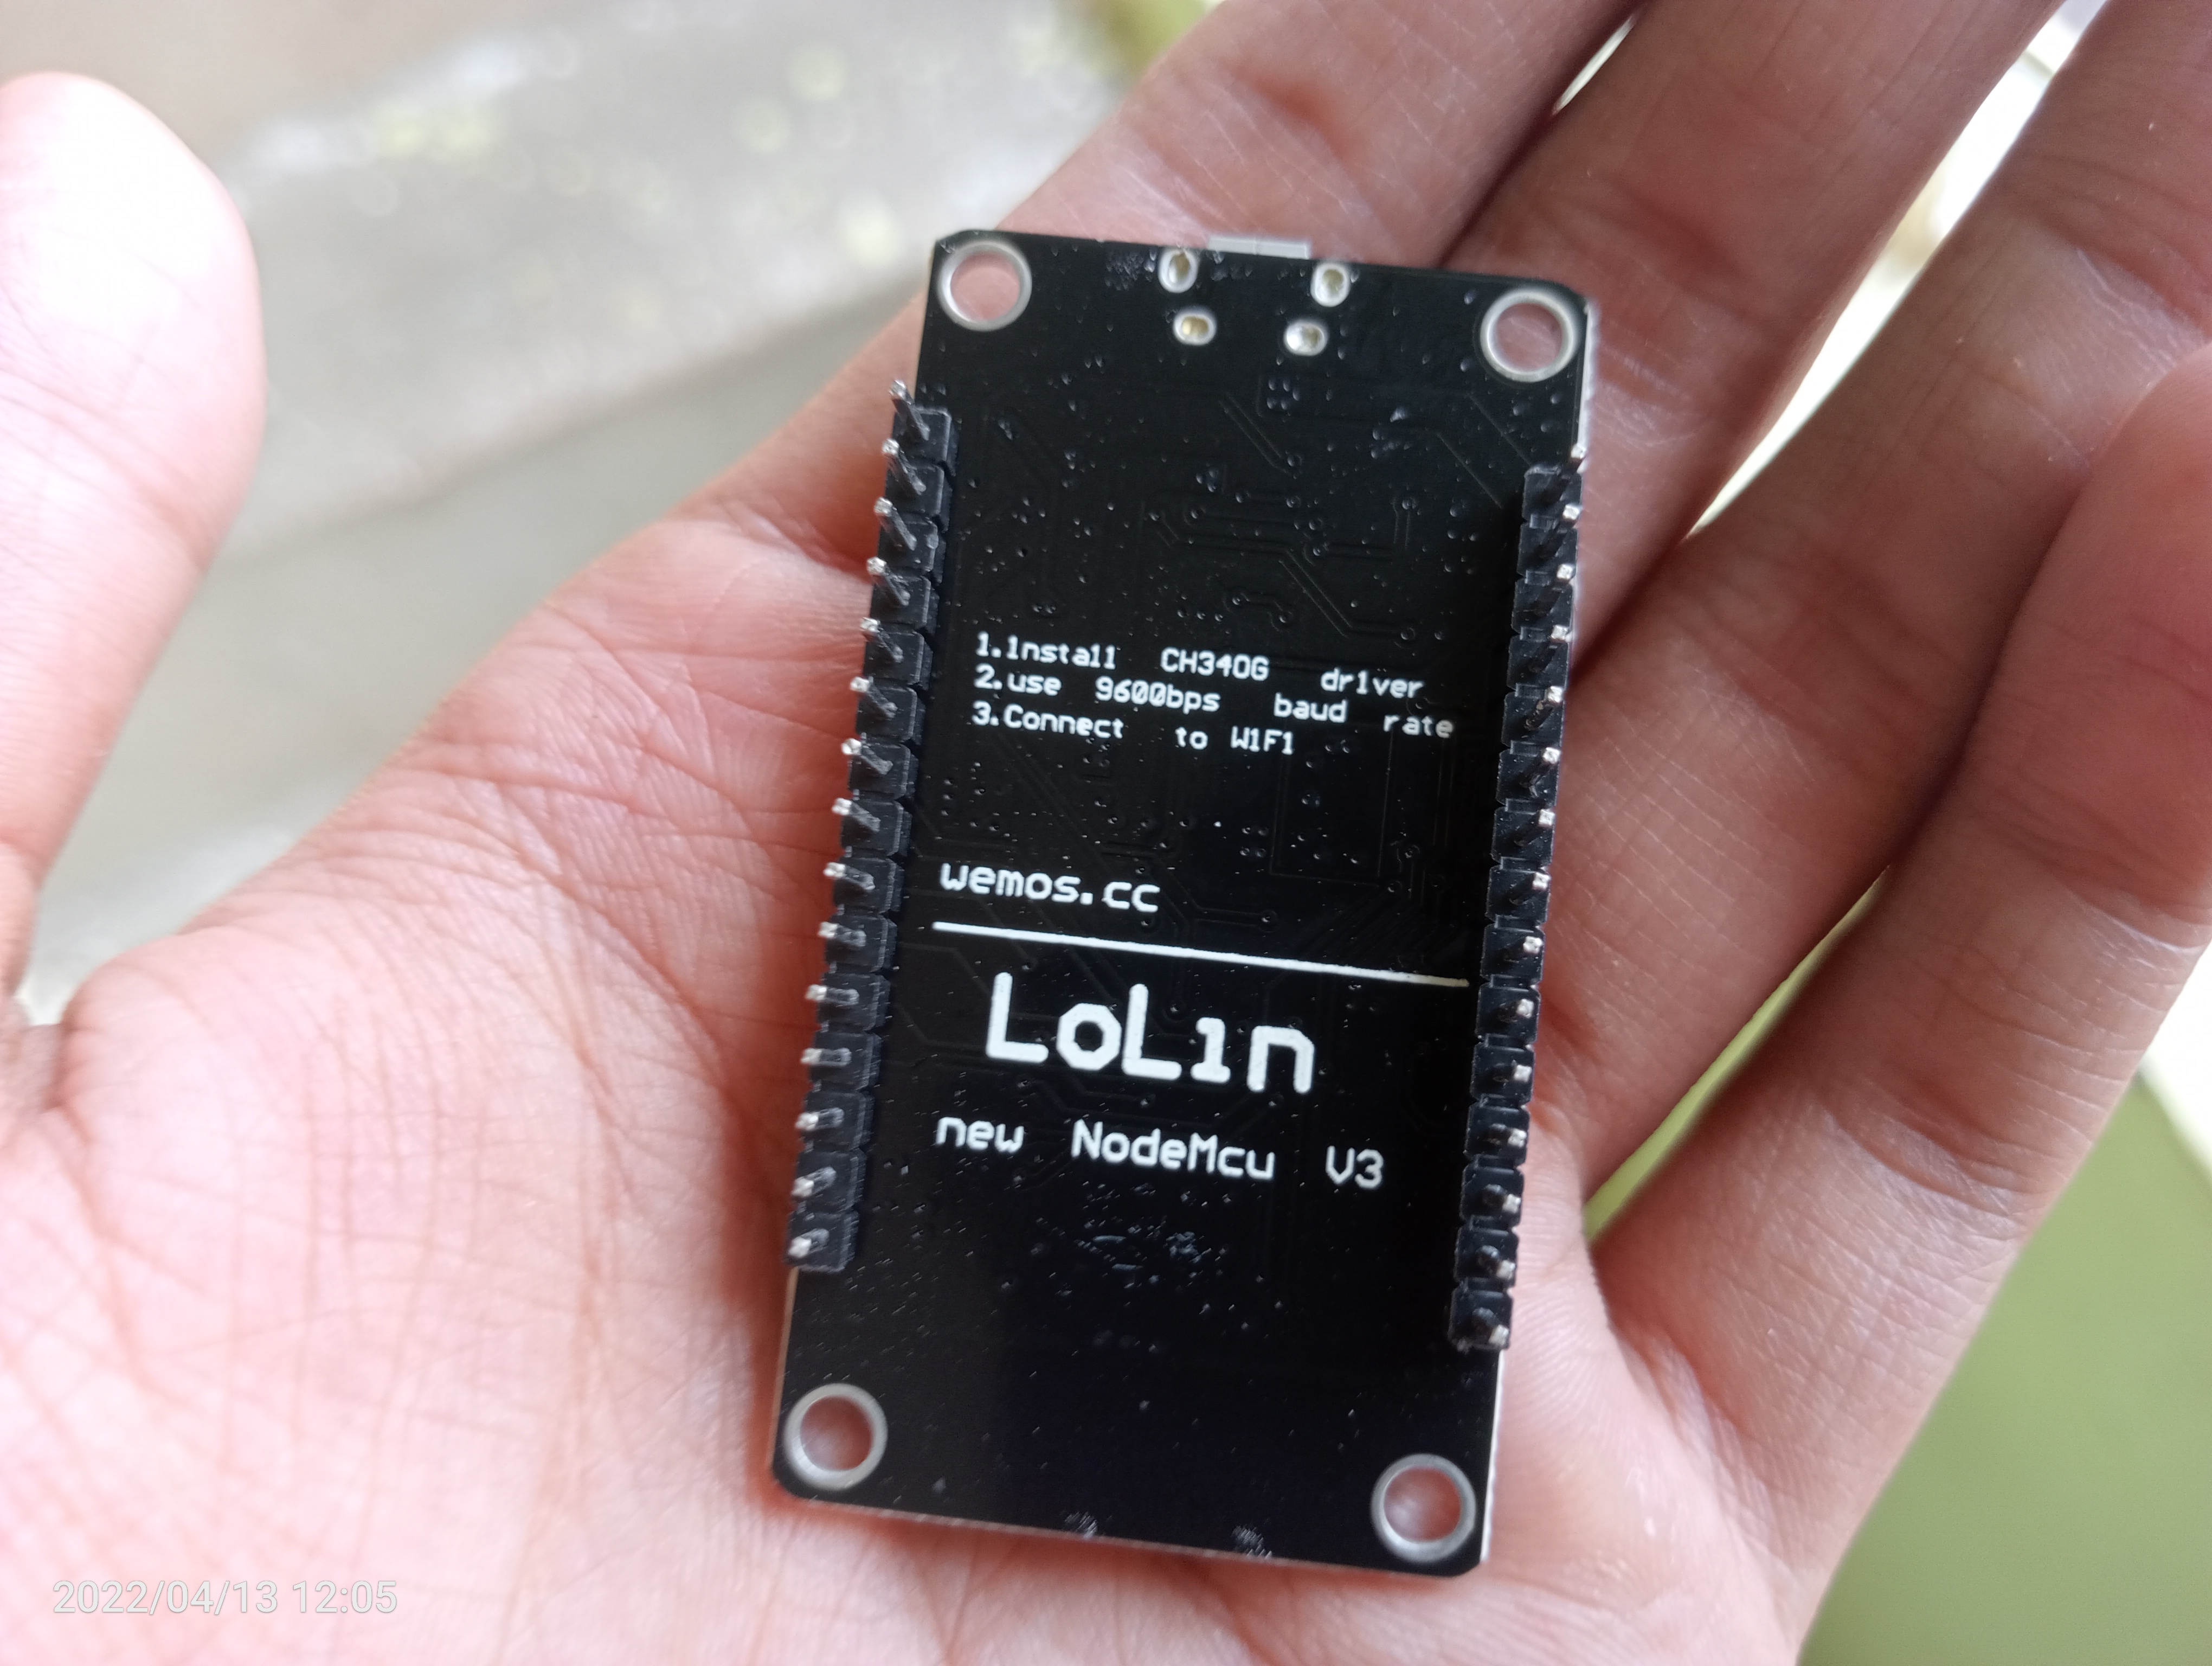 1.Install CH340G driver
2.use 9600bps baud rate
3.Connect to WIFI
wemos.cc
LoLin
new NodeMcu V3
2022/04/13 12:05